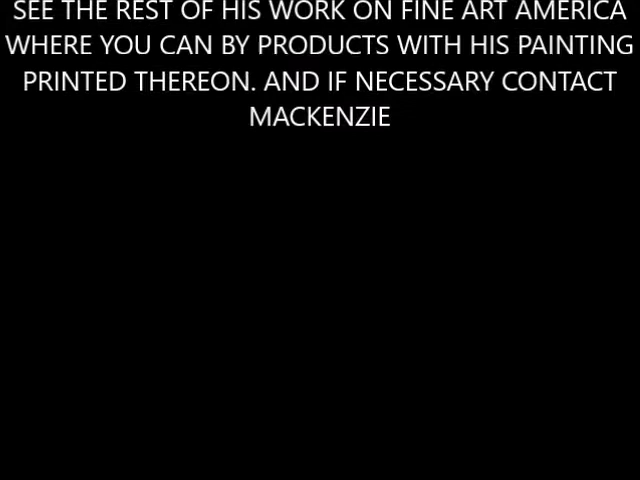 SEE THE REST OF HIS WORK ON FINE ART AMERICA
WHERE YOU CAN BY PRODUCTS WITH HIS PAINTING
PRINTED THEREON. AND IF NECESSARY CONTACT
MACKENZIE